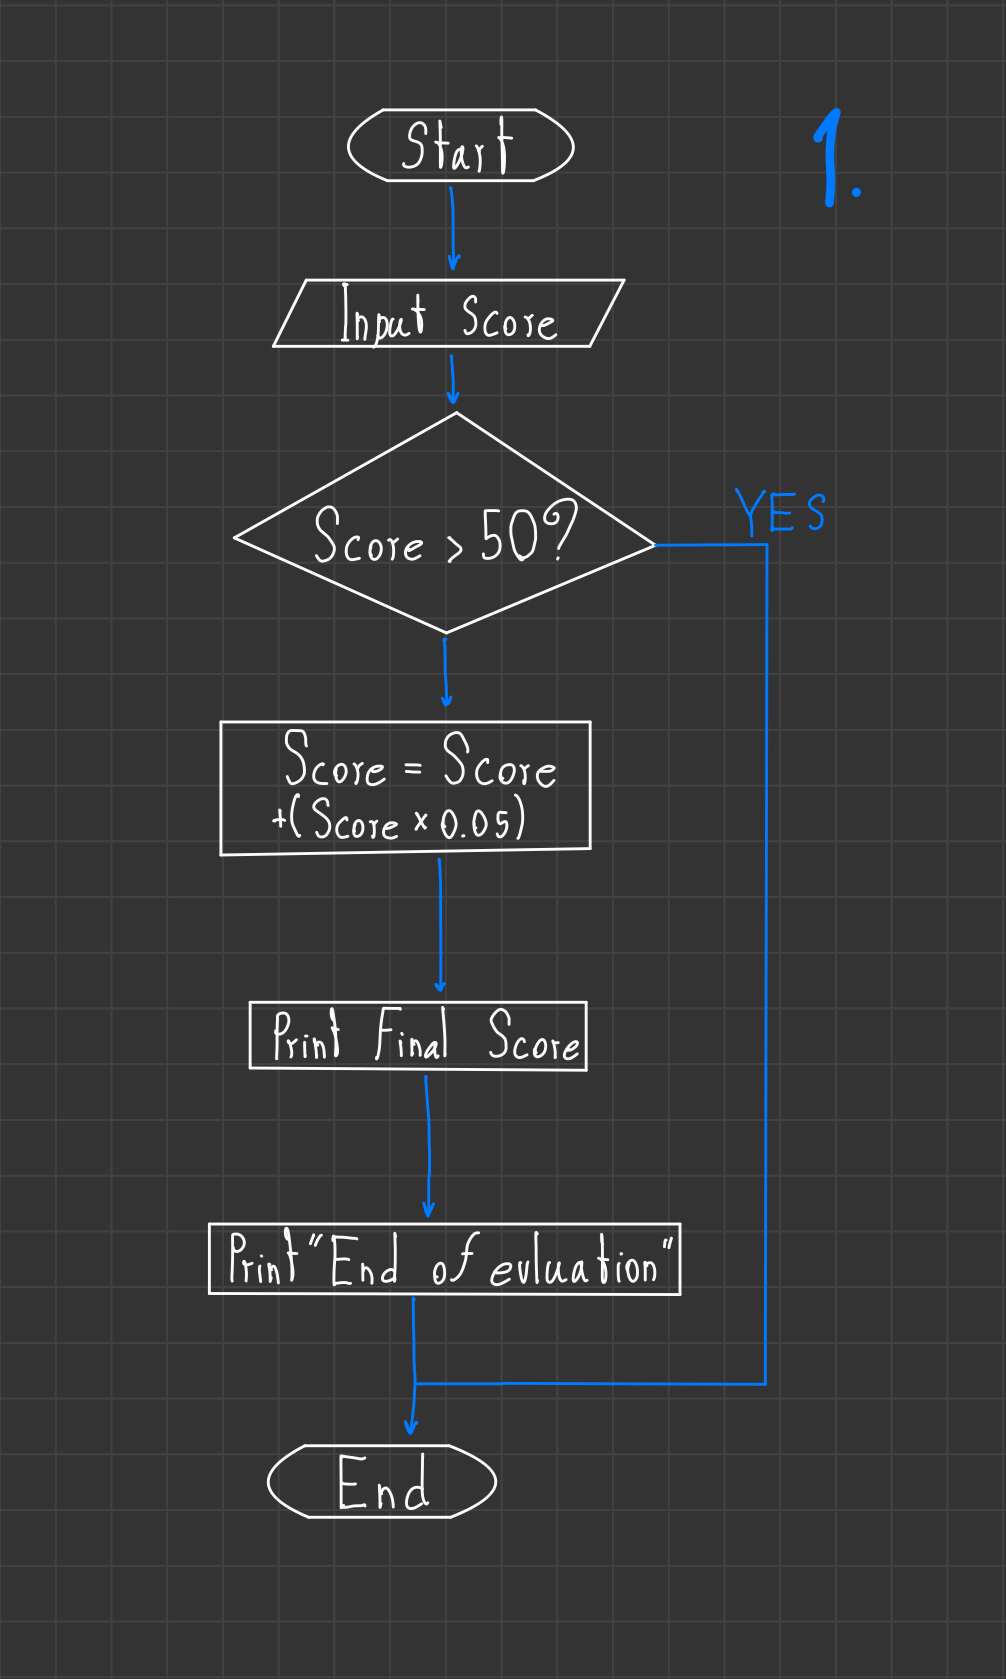 1.
Start
Input Score
Score > 50?
YES
Score = Score
+(Score × 0.05)
Print Final Score
Print "End of evluation"
End